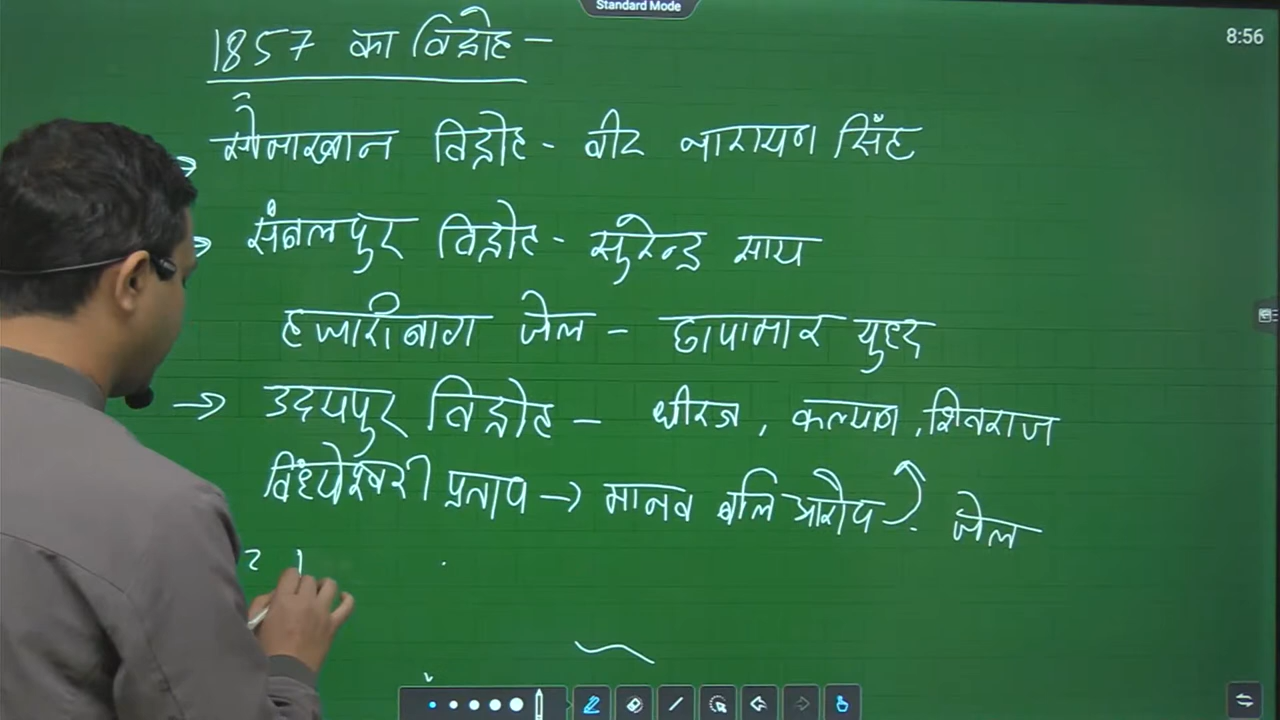 Standard Mode
8:56
1857 का विद्रोह -
→ सोनाखान विद्रोह - वीर नारायण सिंह
→ संबलपुर विद्रोह - सुरेन्द्र साय
हजारीबाग जेल - छापामार युद्ध
→ उदयपुर विद्रोह - धीरज, कल्याण, शिवराज
विंध्येश्वरी प्रताप → मानव बलि आरोप → जेल